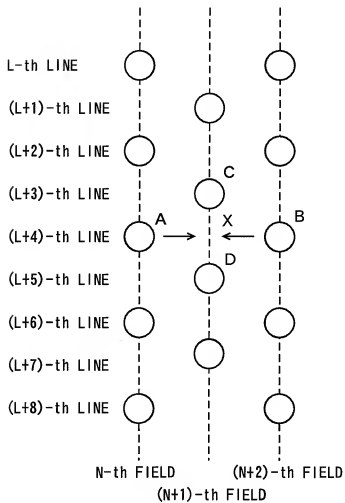 L-th LINE
(L+1)-th LINE
(L+2)-th LINE
C
(L+3)-th LINE
A
X
B
(L+4)-th LINE
D
(L+5)-th LINE
(L+6)-th LINE
(L+7)-th LINE
(L+8)-th LINE
N-th FIELD
(N+2)-th FIELD
(N+1)-th FIELD